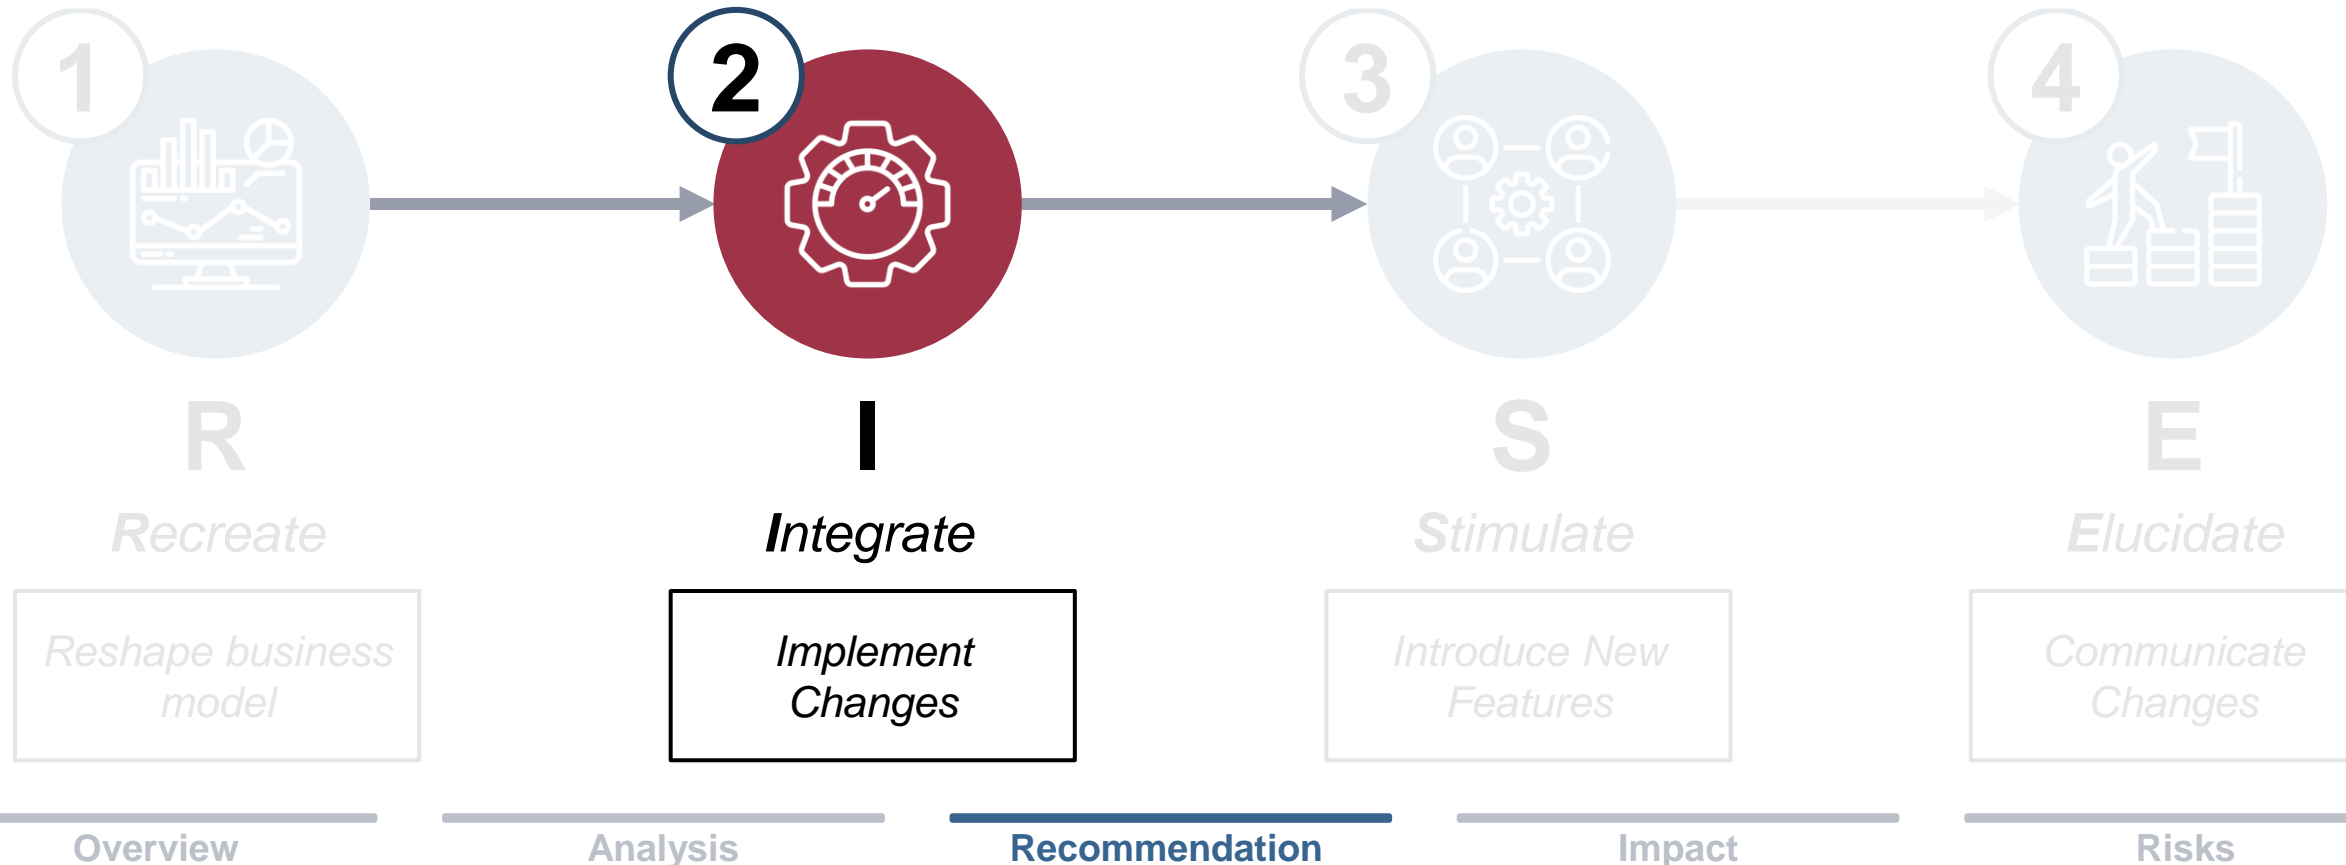 1
2
3
4
R
I
S
E
Recreate
Integrate
Stimulate
Elucidate
Reshape business
model
Implement
Changes
Introduce New
Features
Communicate
Changes
Overview
Analysis
Recommendation
Impact
Risks